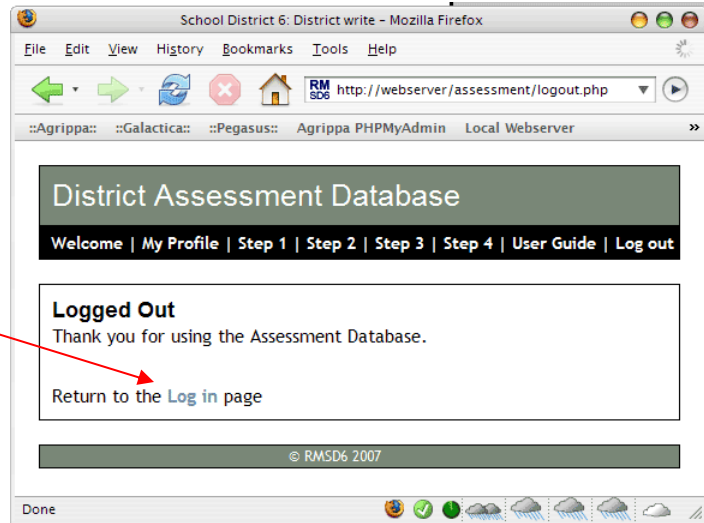 School District 6: District write - Mozilla Firefox
File Edit View History Bookmarks Tools Help
RM SD6 http://webserver/assessment/logout.php
::Agrippa:: ::Galactica:: ::Pegasus:: Agrippa PHPMyAdmin Local Webserver »
District Assessment Database
Welcome | My Profile | Step 1 | Step 2 | Step 3 | Step 4 | User Guide | Log out
Logged Out
Thank you for using the Assessment Database.
Return to the Log in page
© RMSD6 2007
Done